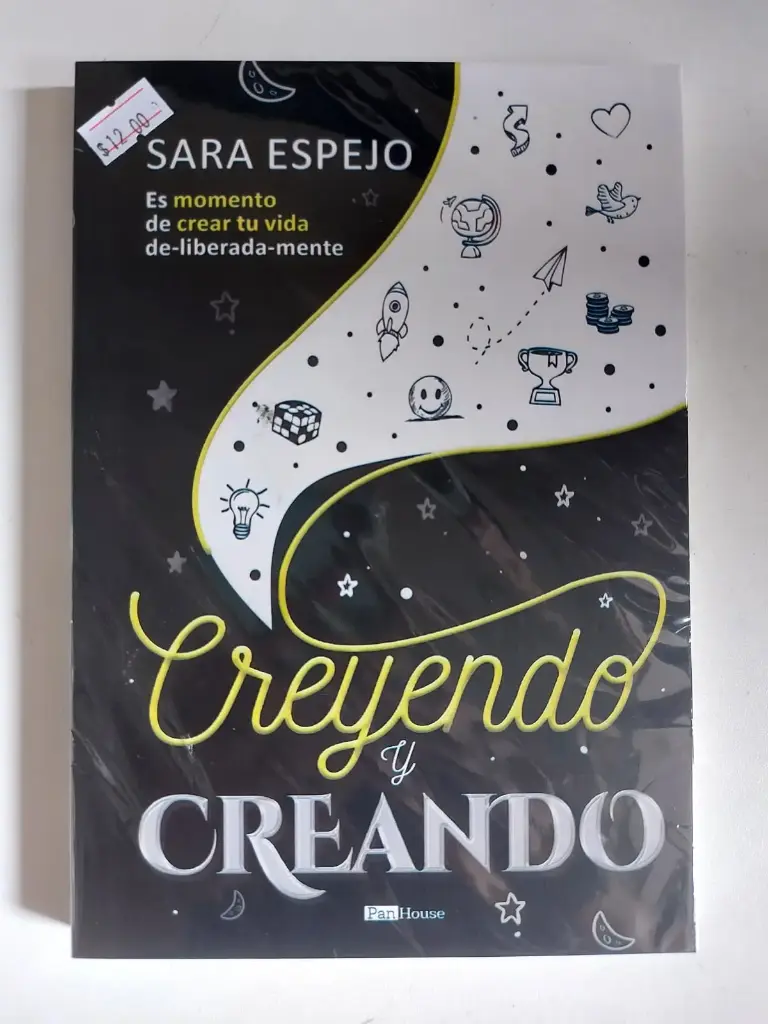 $12.00
SARA ESPEJO
Es momento
de crear tu vida
de-liberada-mente
Creyendo
y
CREANDO
PanHouse